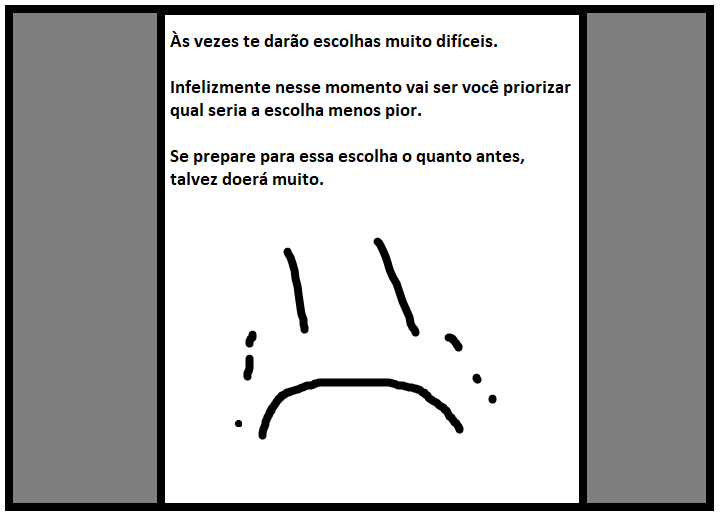 Às vezes te darão escolhas muito difíceis.
Infelizmente nesse momento vai ser você priorizar
qual seria a escolha menos pior.
Se prepare para essa escolha o quanto antes,
talvez doerá muito.